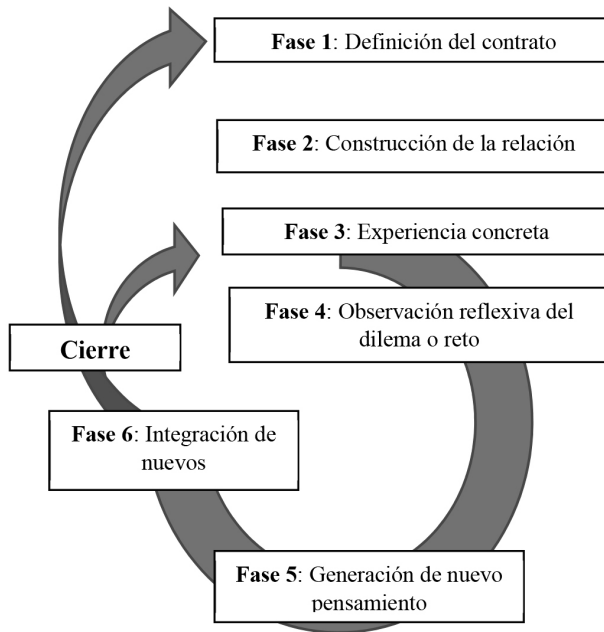 Fase 1: Definición del contrato
Fase 2: Construcción de la relación
Fase 3: Experiencia concreta
Fase 4: Observación reflexiva del
dilema o reto
Cierre
Fase 6: Integración de
nuevos
Fase 5: Generación de nuevo
pensamiento